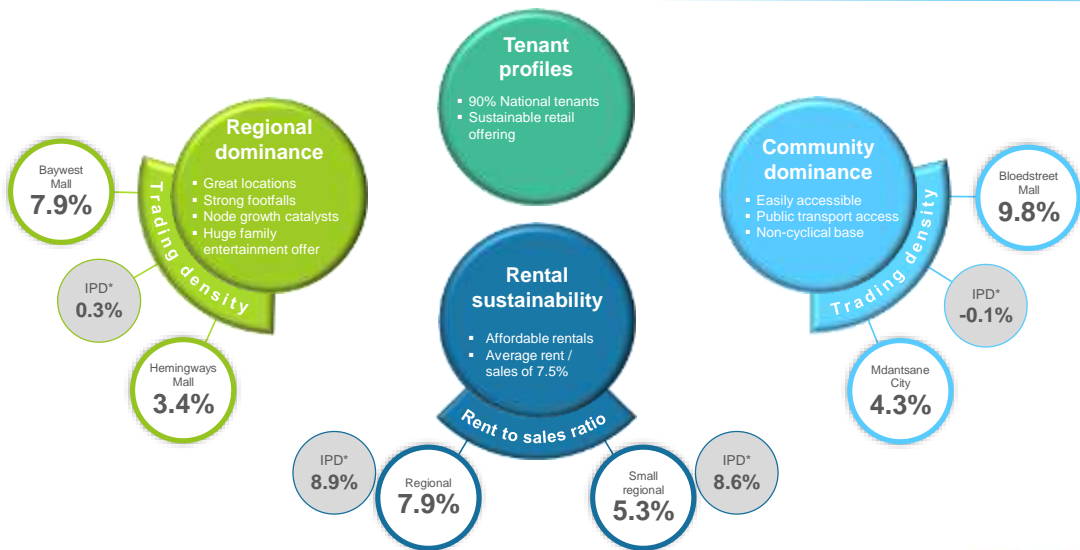 Tenant
profiles
▪ 90% National tenants
▪ Sustainable retail
offering
Regional
dominance
▪ Great locations
▪ Strong footfalls
▪ Node growth catalysts
▪ Huge family
entertainment offer
Trading density
Baywest
Mall
7.9%
IPD*
0.3%
Hemingways
Mall
3.4%
Rental
sustainability
▪ Affordable rentals
▪ Average rent /
sales of 7.5%
Rent to sales ratio
IPD*
8.9%
Regional
7.9%
Small
regional
5.3%
IPD*
8.6%
Community
dominance
▪ Easily accessible
▪ Public transport access
▪ Non-cyclical base
Trading density
Bloedstreet
Mall
9.8%
IPD*
-0.1%
Mdantsane
City
4.3%